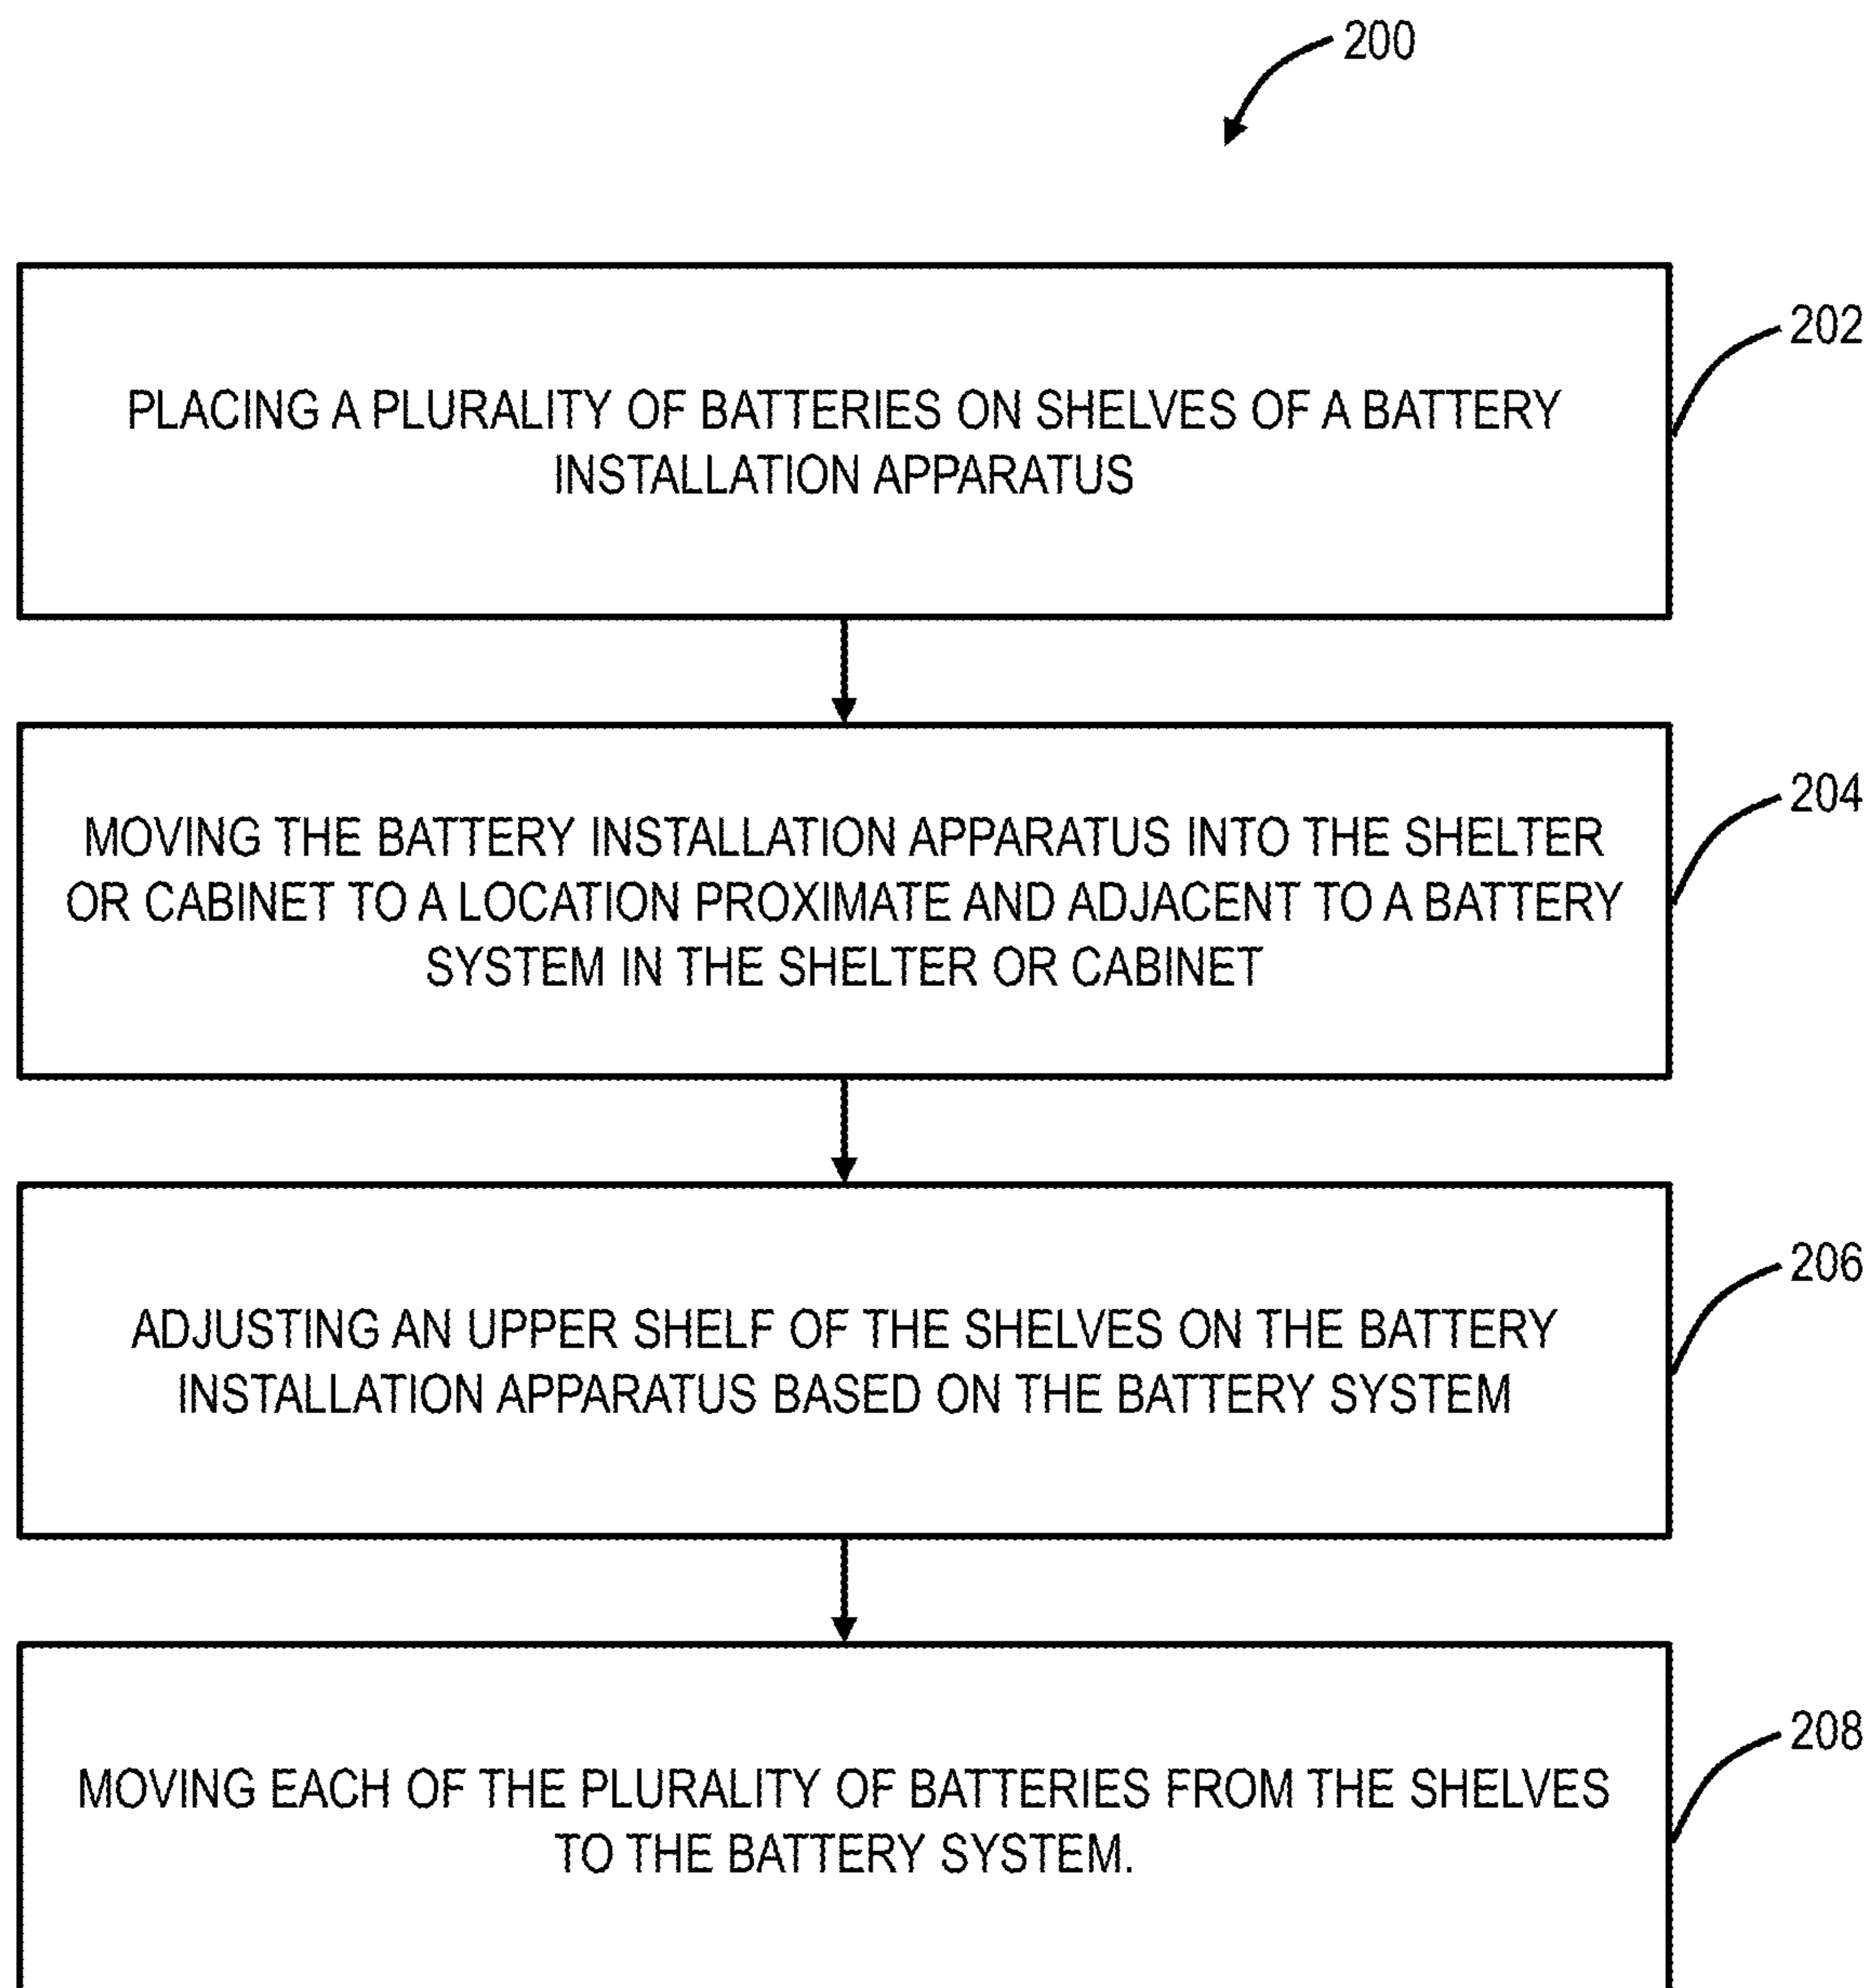 200
PLACING A PLURALITY OF BATTERIES ON SHELVES OF A BATTERY
INSTALLATION APPARATUS
202
MOVING THE BATTERY INSTALLATION APPARATUS INTO THE SHELTER
OR CABINET TO A LOCATION PROXIMATE AND ADJACENT TO A BATTERY
SYSTEM IN THE SHELTER OR CABINET
204
ADJUSTING AN UPPER SHELF OF THE SHELVES ON THE BATTERY
INSTALLATION APPARATUS BASED ON THE BATTERY SYSTEM
206
MOVING EACH OF THE PLURALITY OF BATTERIES FROM THE SHELVES
TO THE BATTERY SYSTEM.
208